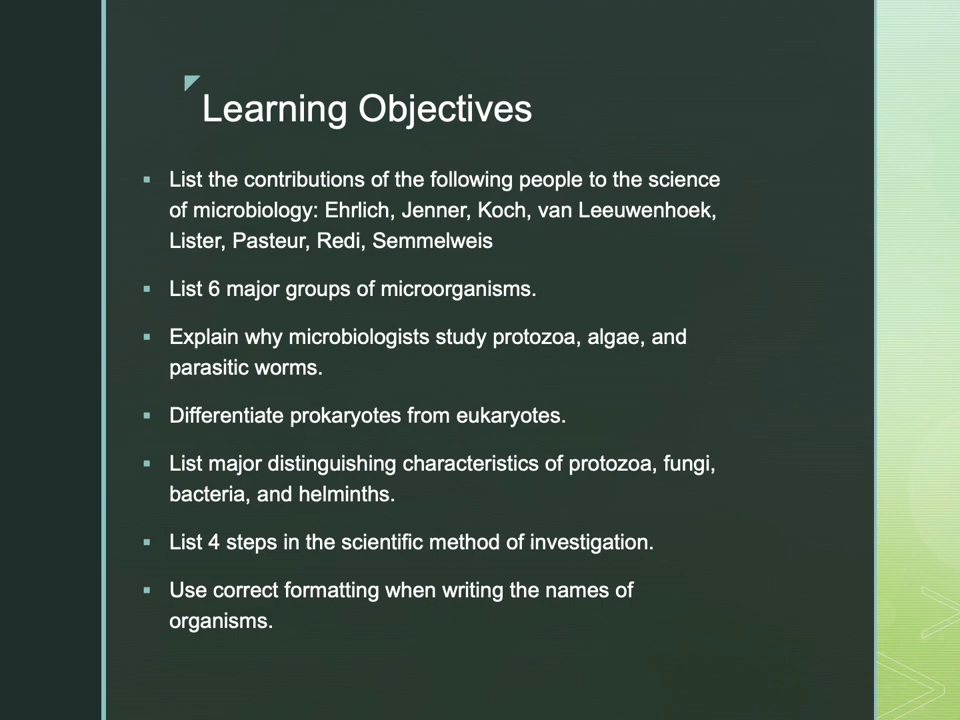 Learning Objectives
▪ List the contributions of the following people to the science
of microbiology: Ehrlich, Jenner, Koch, van Leeuwenhoek,
Lister, Pasteur, Redi, Semmelweis
▪ List 6 major groups of microorganisms.
▪ Explain why microbiologists study protozoa, algae, and
parasitic worms.
▪ Differentiate prokaryotes from eukaryotes.
▪ List major distinguishing characteristics of protozoa, fungi,
bacteria, and helminths.
▪ List 4 steps in the scientific method of investigation.
▪ Use correct formatting when writing the names of
organisms.